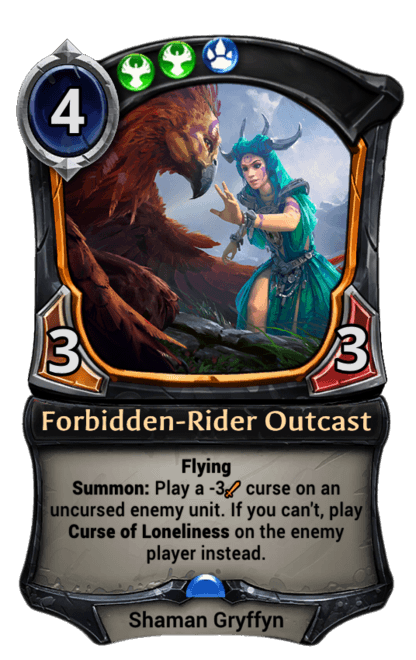 4
3
3
Forbidden-Rider Outcast
Flying
Summon: Play a -3 curse on an
uncursed enemy unit. If you can't, play
Curse of Loneliness on the enemy
player instead.
Shaman Gryffyn